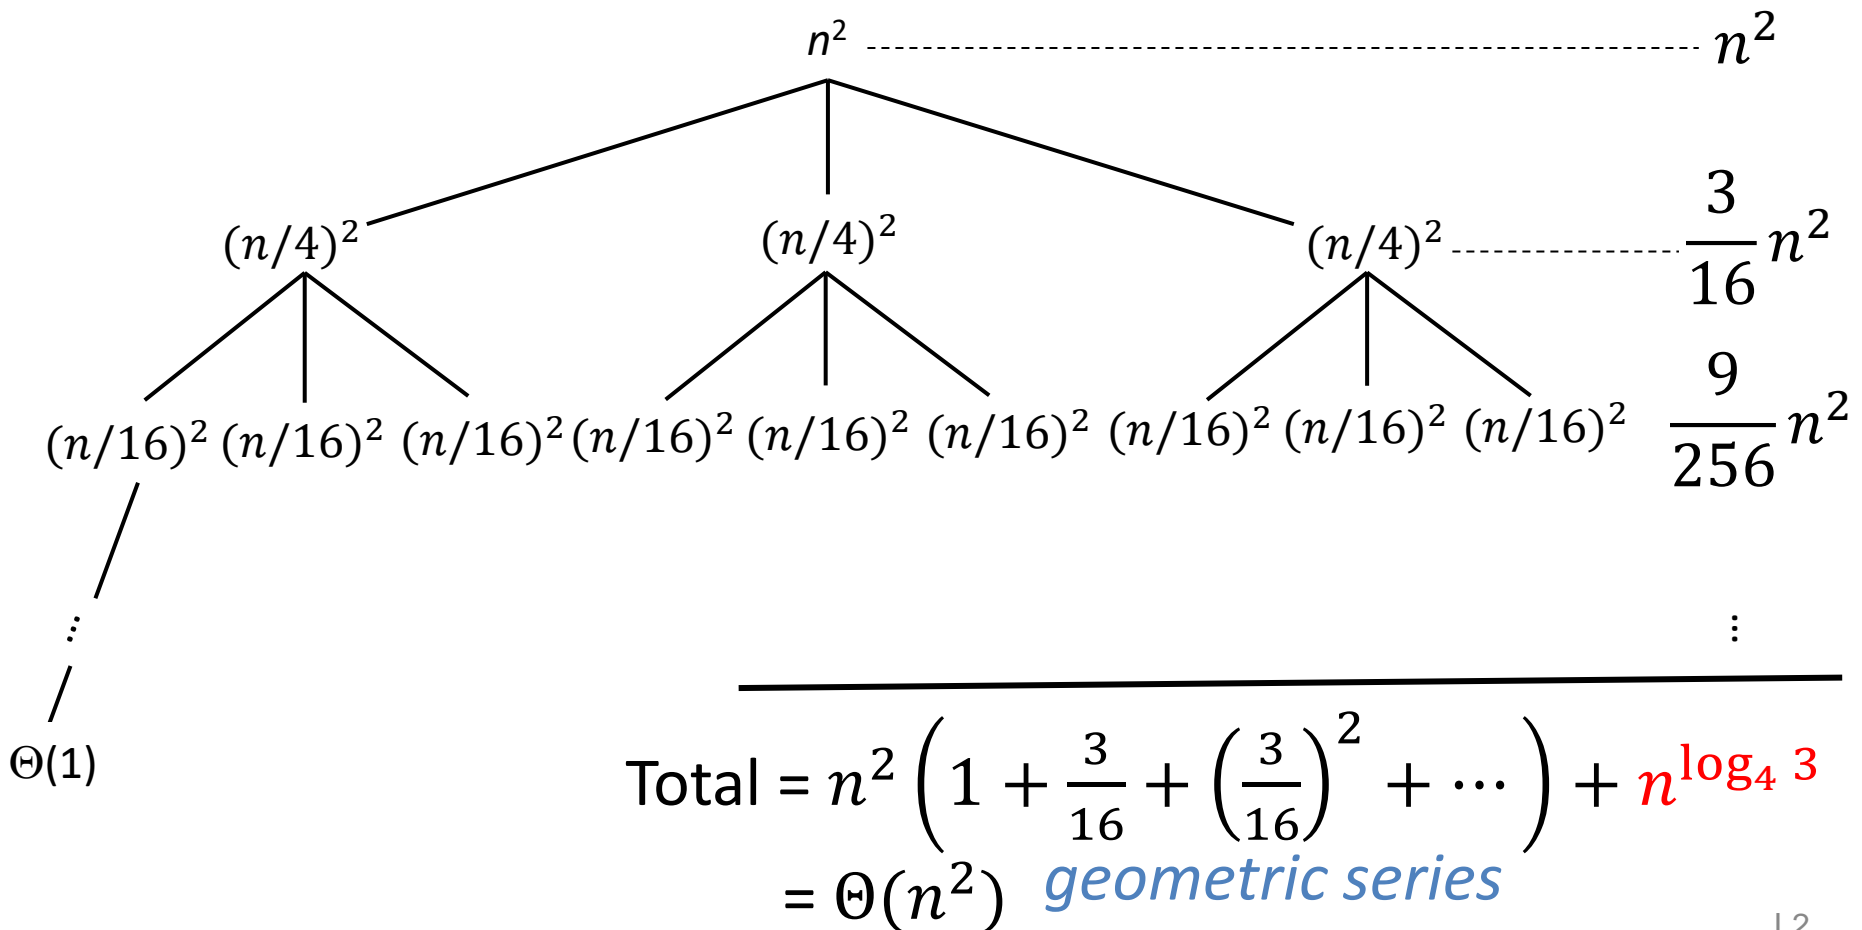 n² n²
(n/4)² (n/4)² (n/4)² 3/16 n²
(n/16)² (n/16)² (n/16)² (n/16)² (n/16)² (n/16)² (n/16)² (n/16)² (n/16)² 9/256 n²
⋮ ⋮
Θ(1)
Total = n² (1 + 3/16 + (3/16)² + ⋯) + n^{log₄ 3}
= Θ(n²) geometric series